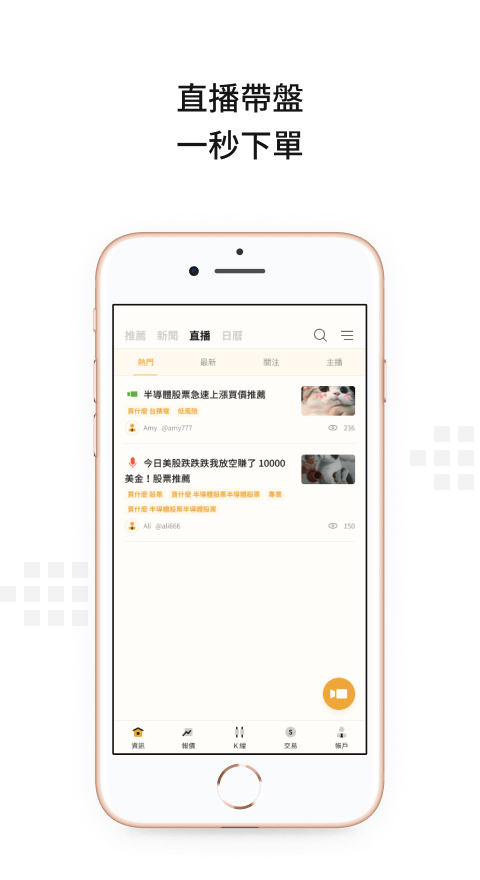 直播帶盤
一秒下單
推薦 新聞 直播 日曆
熱門 最新 關注 主播
半導體股票急速上漲買價推薦
買什麼 台積電 低風險
Amy @amy777 236
今日美股跌跌跌我放空賺了 10000
美金！股票推薦
買什麼 股票 買什麼 半導體股票半導體股票 專業
買什麼 半導體股票半導體股票
Ali @ali666 150
資訊 報價 K 線 交易 帳戶